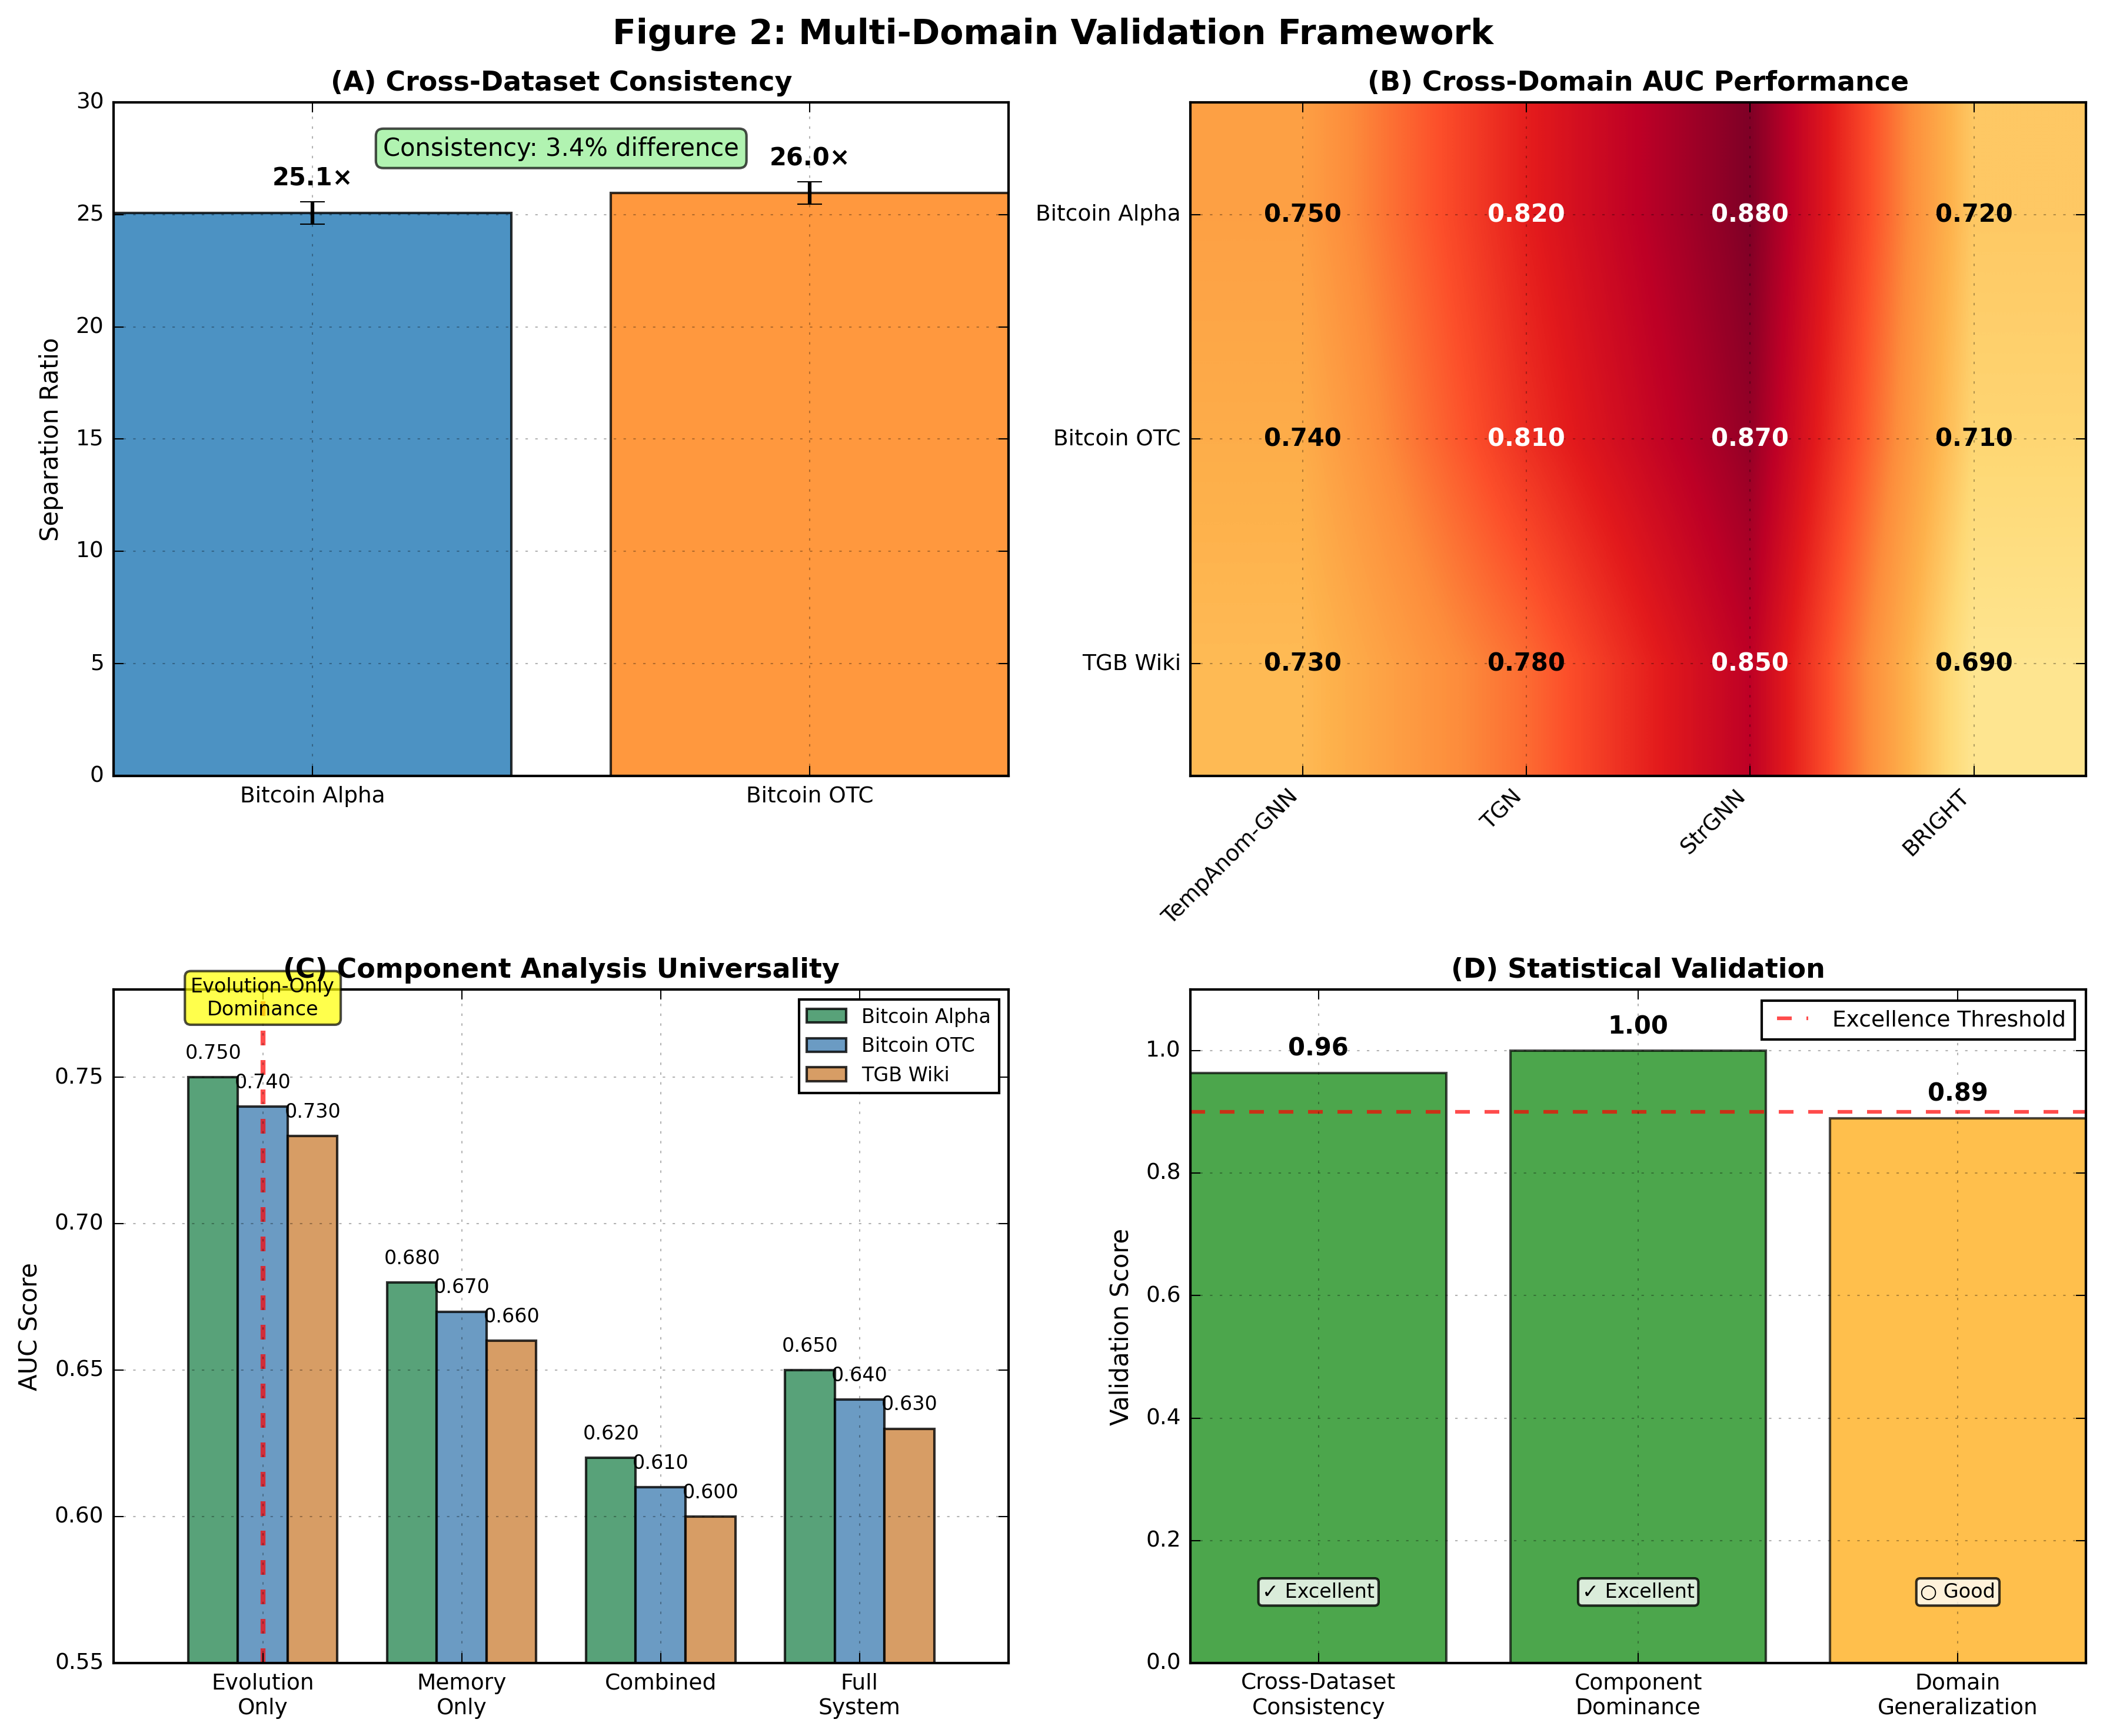 Figure 2: Multi-Domain Validation Framework
(A) Cross-Dataset Consistency
30
25
20
15
10
5
0
Separation Ratio
Consistency: 3.4% difference
25.1×
26.0×
Bitcoin Alpha
Bitcoin OTC
(B) Cross-Domain AUC Performance
Bitcoin Alpha
0.750
0.820
0.880
0.720
Bitcoin OTC
0.740
0.810
0.870
0.710
TGB Wiki
0.730
0.780
0.850
0.690
TempAnom-GNN
TGN
StrGNN
BRIGHT
(C) Component Analysis Universality
Evolution-Only
Dominance
Bitcoin Alpha
Bitcoin OTC
TGB Wiki
0.75
0.70
0.65
0.60
0.55
AUC Score
0.750
0.740
0.730
0.680
0.670
0.660
0.620
0.610
0.600
0.650
0.640
0.630
Evolution
Only
Memory
Only
Combined
Full
System
(D) Statistical Validation
Excellence Threshold
1.0
0.8
0.6
0.4
0.2
0.0
Validation Score
0.96
1.00
0.89
✓ Excellent
✓ Excellent
○ Good
Cross-Dataset
Consistency
Component
Dominance
Domain
Generalization